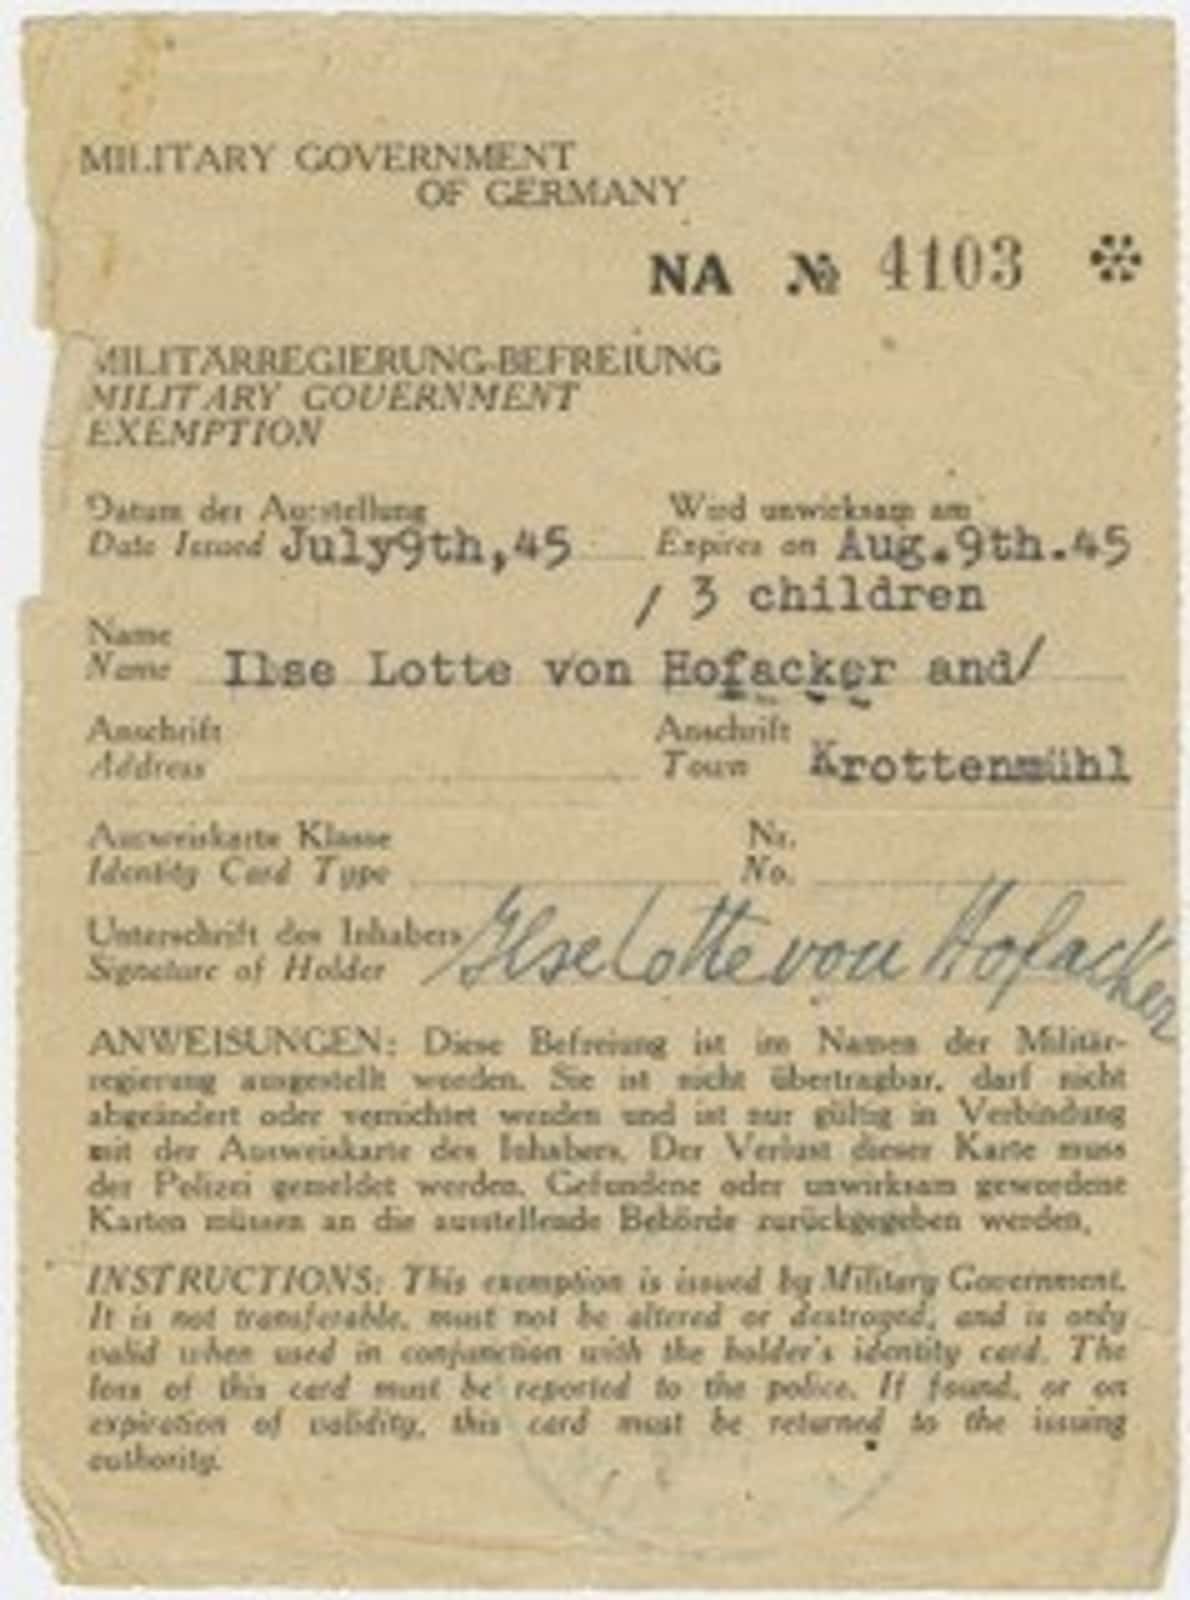 MILITARY GOVERNMENT
OF GERMANY
NA № 4103
MILITÄRREGIERUNG-BEFREIUNG
MILITARY GOVERNMENT
EXEMPTION
Datum der Ausstellung Wird unwirksam am
Date Issued July9th,45 Expires on Aug.9th.45
/ 3 children
Name
Name Ilse Lotte von Hofacker and/
Anschrift Anschrift
Address Town Krottenmühl
Ausweiskarte Klasse Nr.
Identity Card Type No.
Unterschrift des Inhabers Ilse Lotte von Hofacker
Signature of Holder
ANWEISUNGEN: Diese Befreiung ist im Namen der Militär-
regierung ausgestellt worden. Sie ist nicht übertragbar, darf nicht
abgeändert oder vernichtet werden und ist nur gültig in Verbindung
mit der Ausweiskarte des Inhabers. Der Verlust dieser Karte muss
der Polizei gemeldet werden. Gefundene oder unwirksam gewordene
Karten müssen an die ausstellende Behörde zurückgegeben werden.
INSTRUCTIONS: This exemption is issued by Military Government.
It is not transferable, must not be altered or destroyed, and is only
valid when used in conjunction with the holder's identity card. The
loss of this card must be reported to the police. If found, or on
expiration of validity, this card must be returned to the issuing
authority.